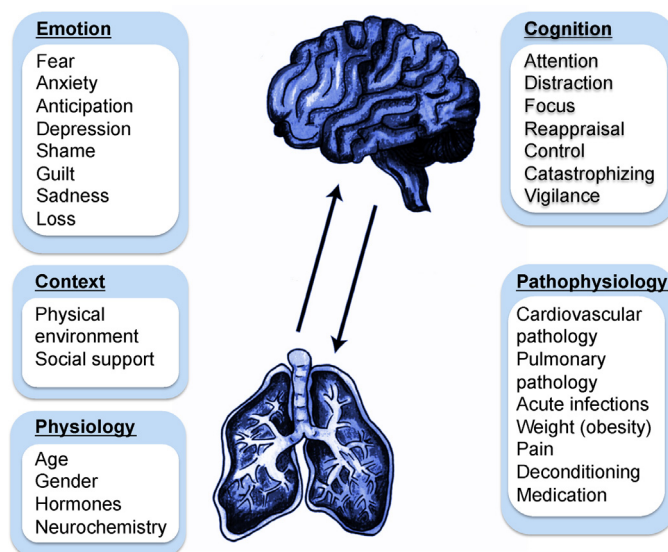 Emotion
Fear
Anxiety
Anticipation
Depression
Shame
Guilt
Sadness
Loss
Context
Physical
environment
Social support
Physiology
Age
Gender
Hormones
Neurochemistry
Cognition
Attention
Distraction
Focus
Reappraisal
Control
Catastrophizing
Vigilance
Pathophysiology
Cardiovascular
pathology
Pulmonary
pathology
Acute infections
Weight (obesity)
Pain
Deconditioning
Medication